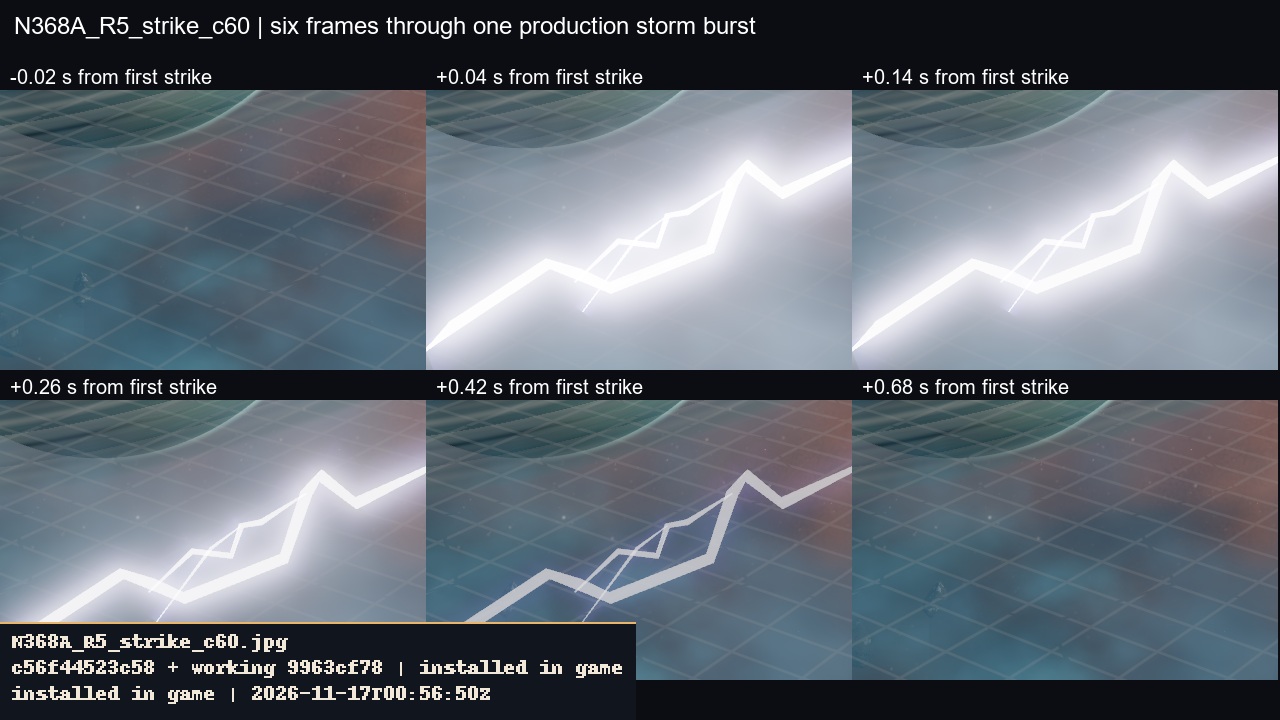 N368A_R5_strike_c60 | six frames through one production storm burst
-0.02 s from first strike
+0.04 s from first strike
+0.14 s from first strike
+0.26 s from first strike
+0.42 s from first strike
+0.68 s from first strike
N368A_R5_strike_c60.jpg
c56f44523c58 + working 9963cf78 | installed in game
installed in game | 2026-11-17T00:56:50Z